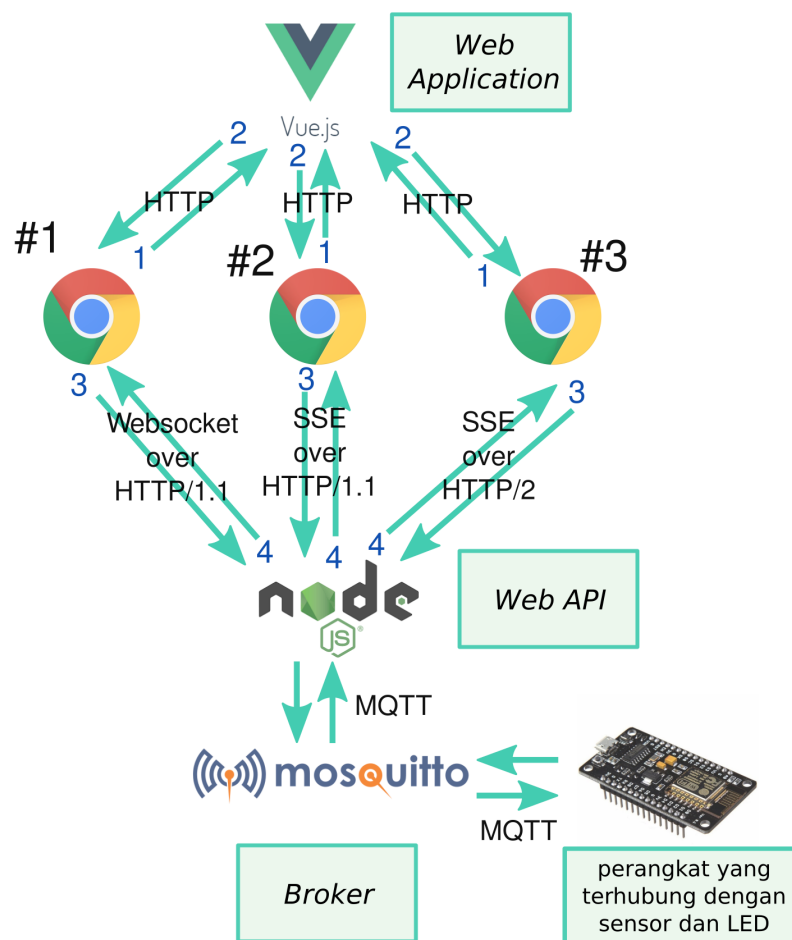 Web
Application
Vue.js
2
2
2
HTTP
HTTP
HTTP
#1
1
#2
1
1
#3
3
3
3
Websocket
over
HTTP/1.1
SSE
over
HTTP/1.1
SSE
over
HTTP/2
4
4
4
node
JS
®
Web API
MQTT
mosquitto
MQTT
Broker
perangkat yang
terhubung dengan
sensor dan LED